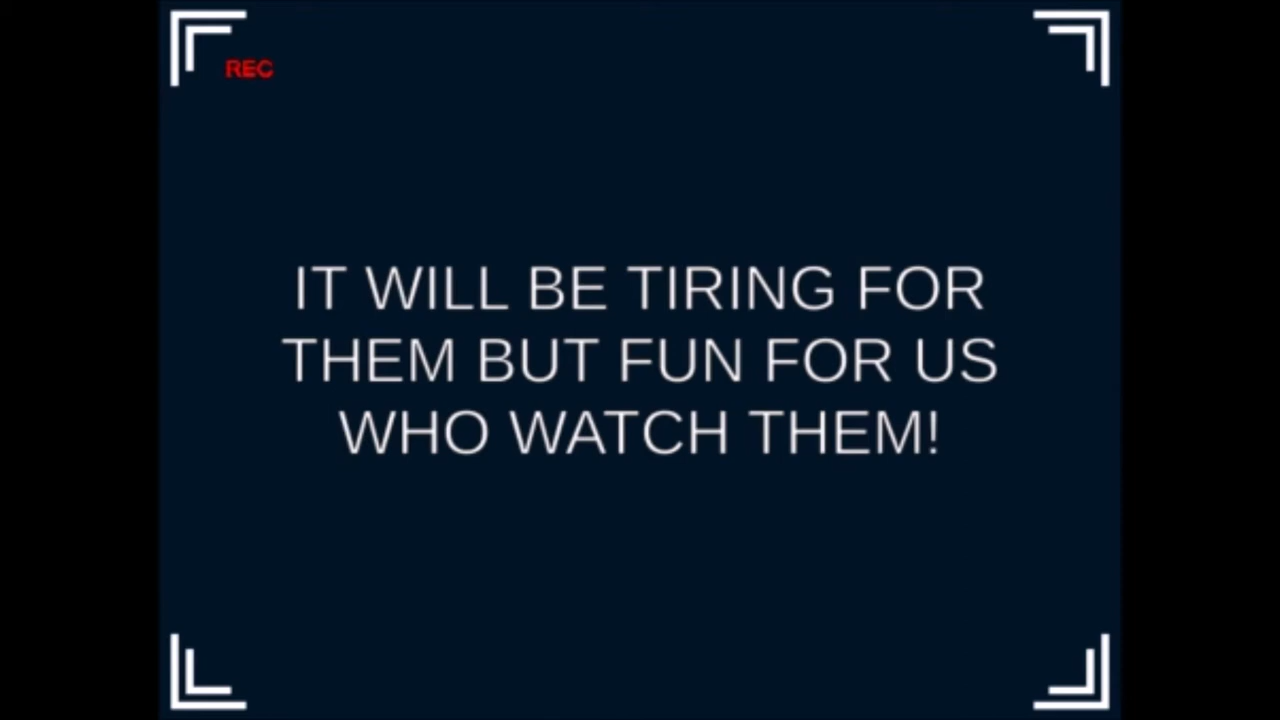 REC
IT WILL BE TIRING FOR
THEM BUT FUN FOR US
WHO WATCH THEM!